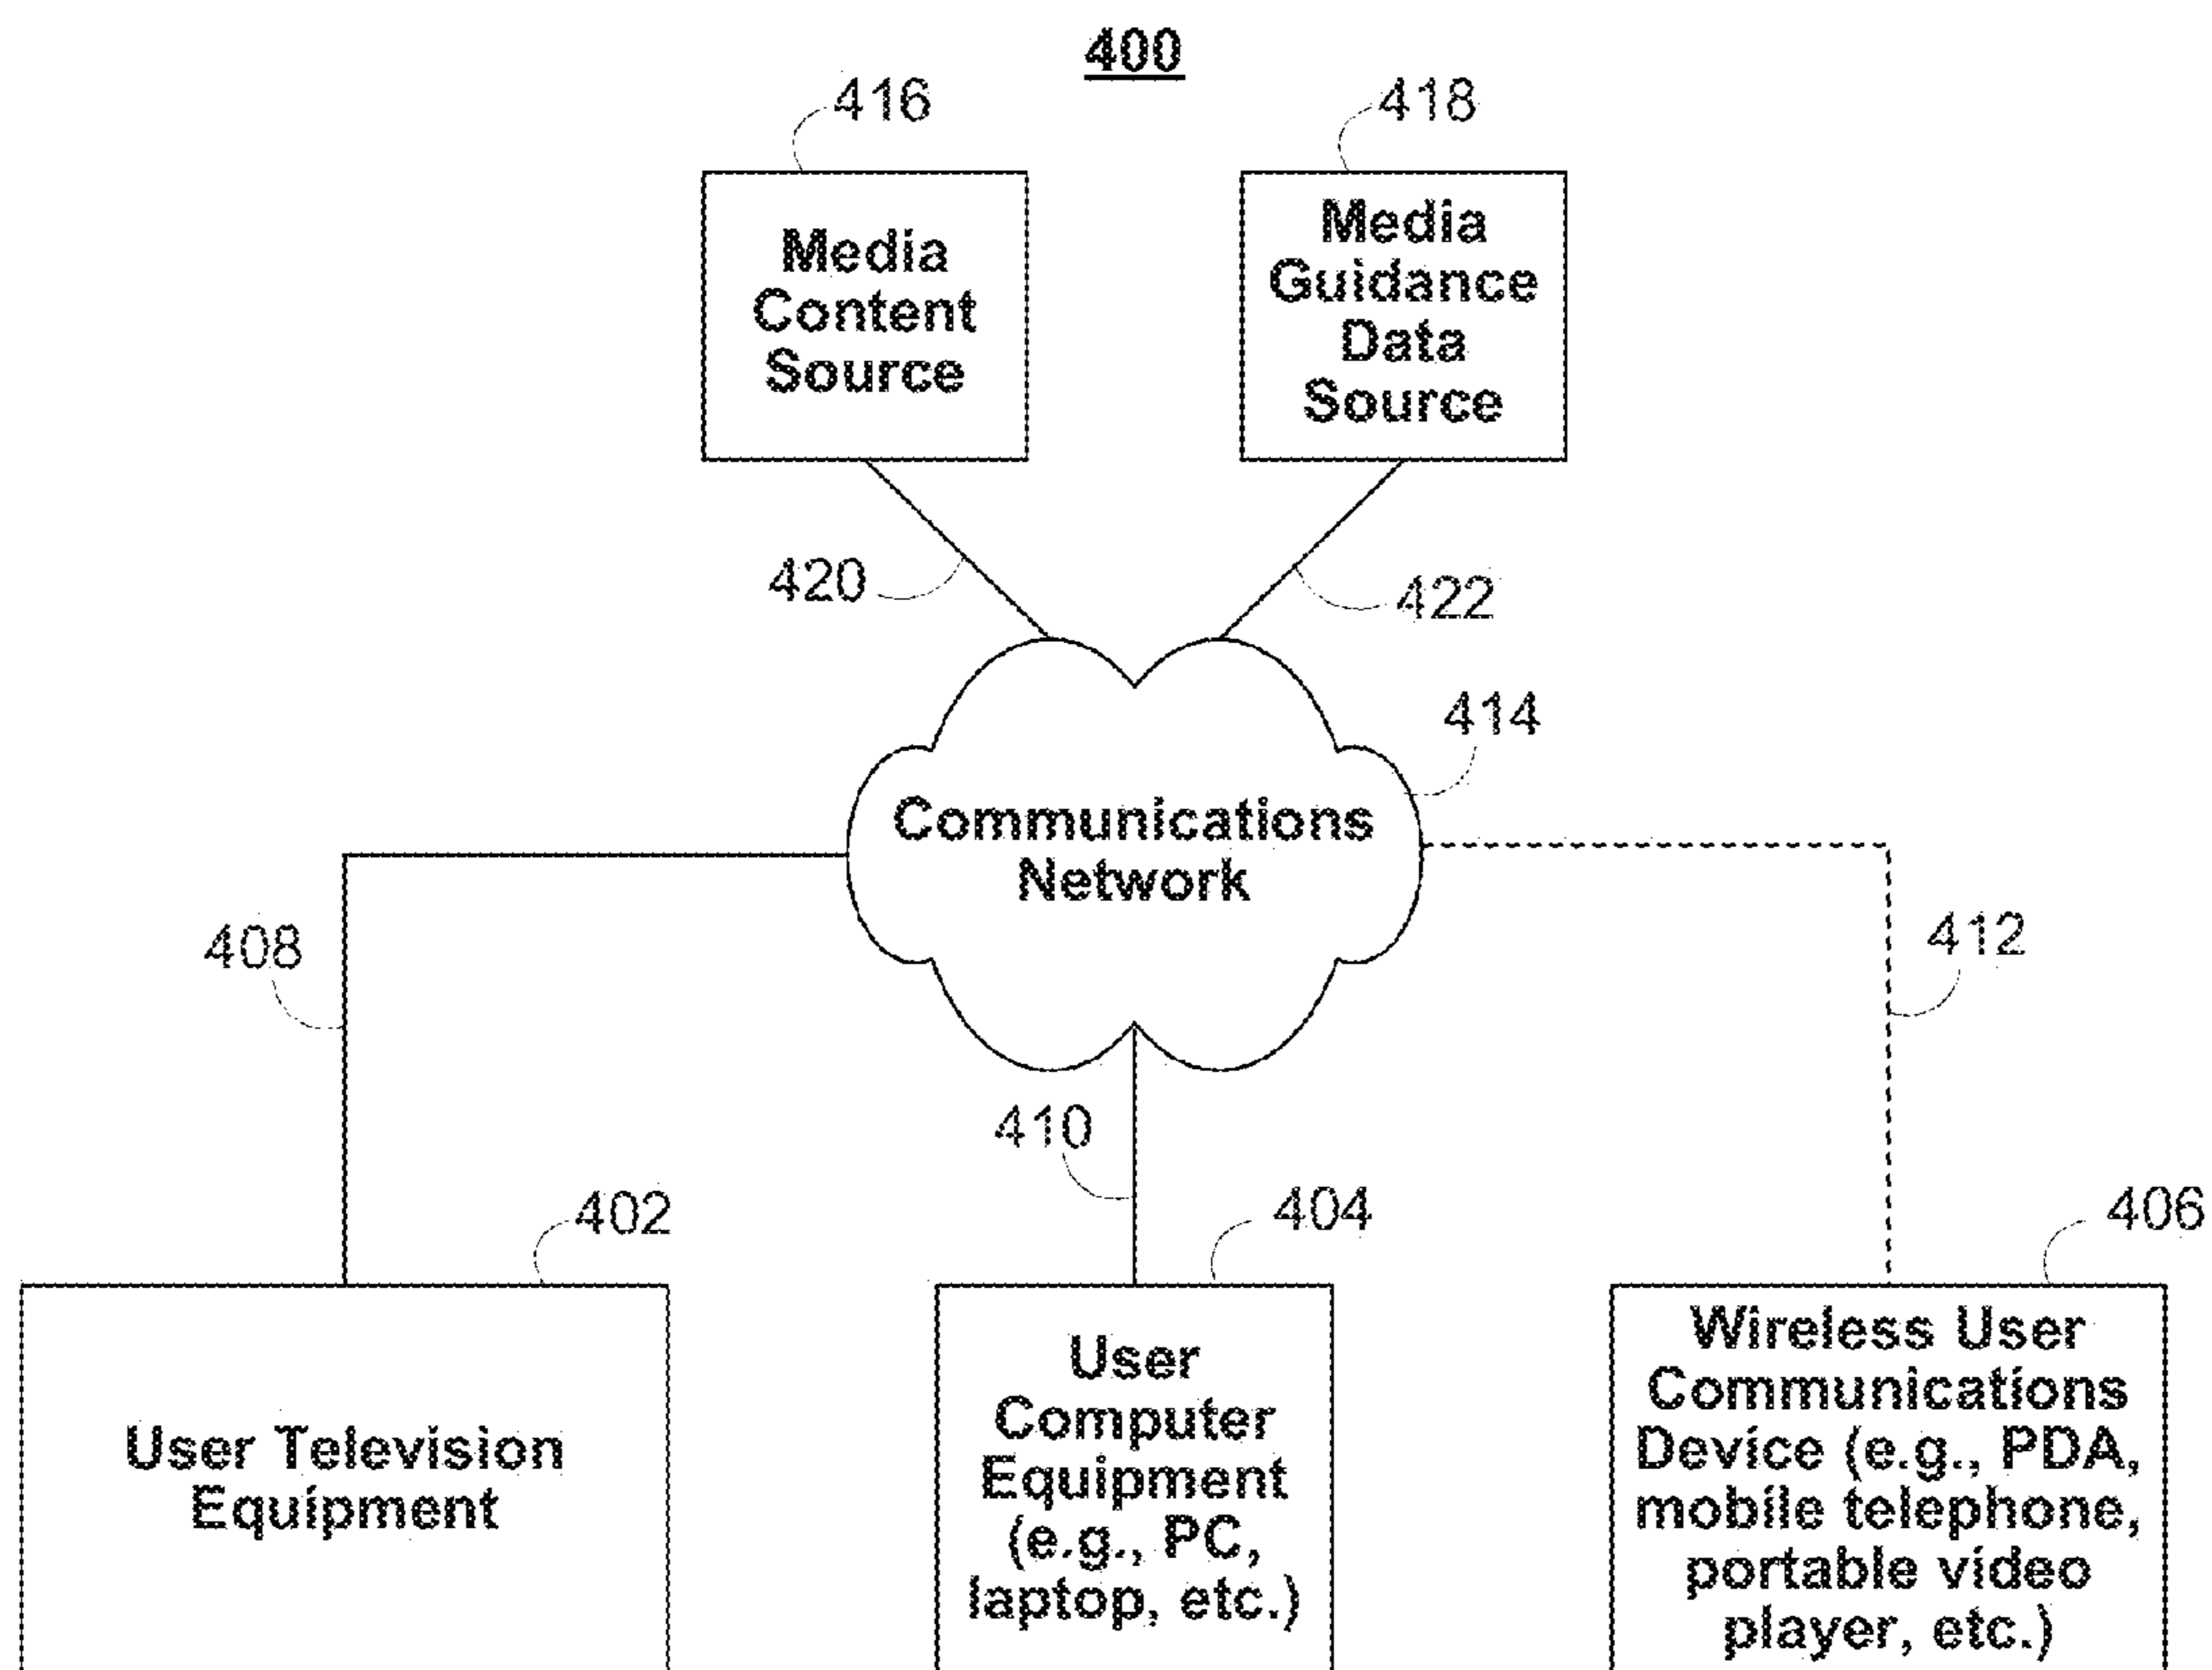 400
416
418
Media
Content
Source
Media
Guidance
Data
Source
420
422
414
Communications
Network
408
412
410
402
404
406
User Television
Equipment
User
Computer
Equipment
(e.g., PC,
laptop, etc.)
Wireless User
Communications
Device (e.g., PDA,
mobile telephone,
portable video
player, etc.)